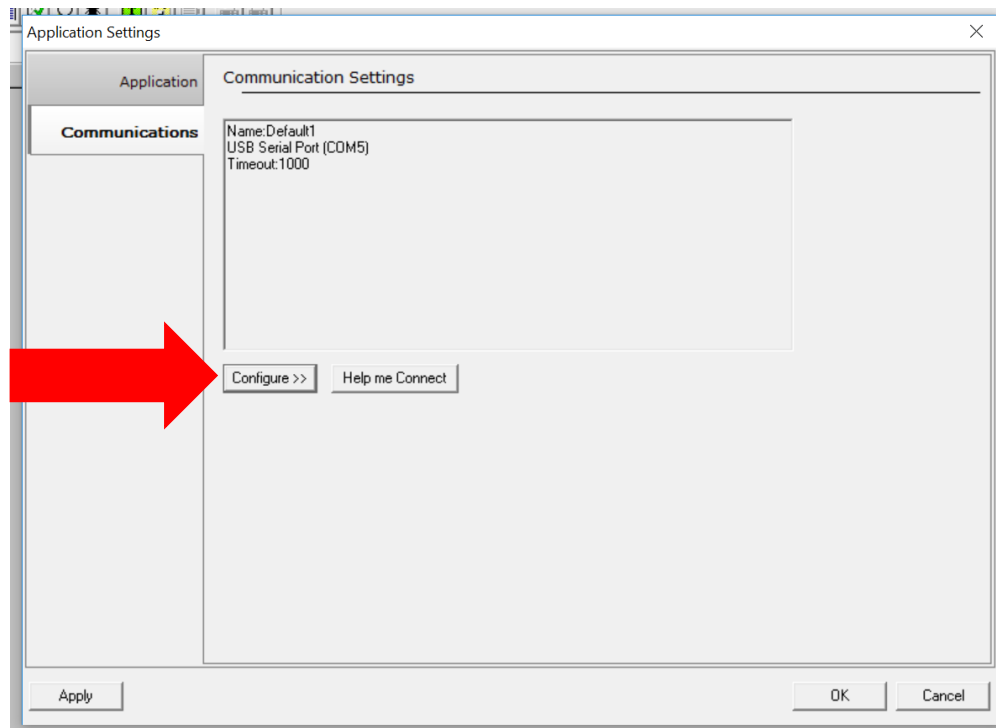 Application Settings
Application
Communications
Communication Settings
Name:Default1
USB Serial Port (COM5)
Timeout:1000
Configure >>
Help me Connect
Apply
OK
Cancel